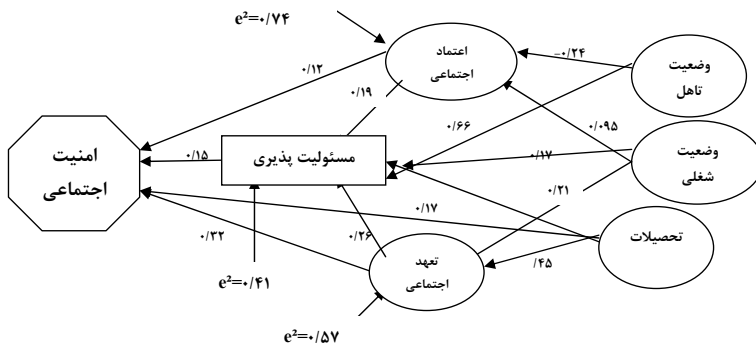 e²=۰/۷۴
اعتماد
اجتماعی
-۰/۲۴
وضعیت
تاهل
۰/۱۲
۰/۱۹
۰/۶۶
۰/۰۹۵
امنیت
اجتماعی
۰/۱۵
مسئولیت پذیری
۰/۱۷
وضعیت
شغلی
۰/۲۱
۰/۱۷
تحصیلات
۰/۳۲
۰/۲۶
تعهد
اجتماعی
/۴۵
e²=۰/۴۱
e²=۰/۵۷